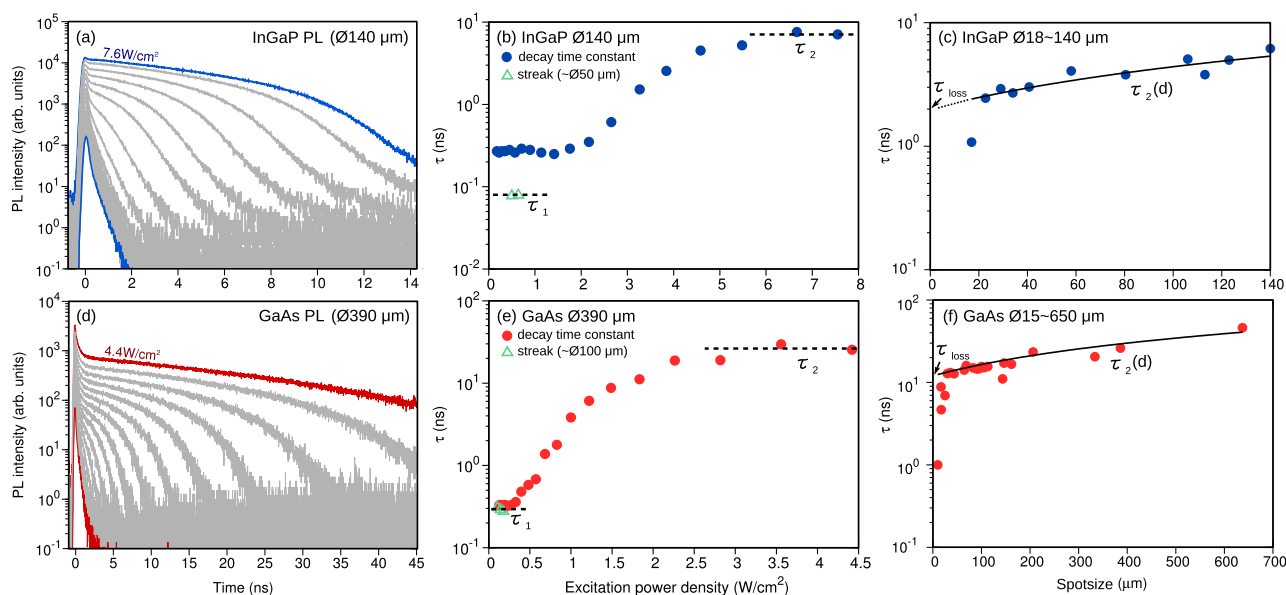 (a) InGaP PL (Ø140 μm)
7.6W/cm²
PL intensity (arb. units)
10⁵
10⁴
10³
10²
10¹
10⁰
10⁻¹
0 2 4 6 8 10 12 14
(b) InGaP Ø140 μm
decay time constant
streak (~Ø50 μm)
τ₂
τ₁
τ (ns)
10¹
10⁰
10⁻¹
10⁻²
0 1 2 3 4 5 6 7 8
(c) InGaP Ø18~140 μm
τ loss
τ₂(d)
τ (ns)
10¹
10⁰
10⁻¹
0 20 40 60 80 100 120 140
(d) GaAs PL (Ø390 μm)
4.4W/cm²
PL intensity (arb. units)
10⁴
10³
10²
10¹
10⁰
10⁻¹
0 5 10 15 20 25 30 35 40 45
Time (ns)
(e) GaAs Ø390 μm
decay time constant
streak (~Ø100 μm)
τ₂
τ₁
τ (ns)
10²
10¹
10⁰
10⁻¹
0 0.5 1 1.5 2 2.5 3 3.5 4 4.5
Excitation power density (W/cm²)
(f) GaAs Ø15~650 μm
τ loss
τ₂(d)
τ (ns)
10²
10¹
10⁰
10⁻¹
0 100 200 300 400 500 600 700
Spotsize (μm)